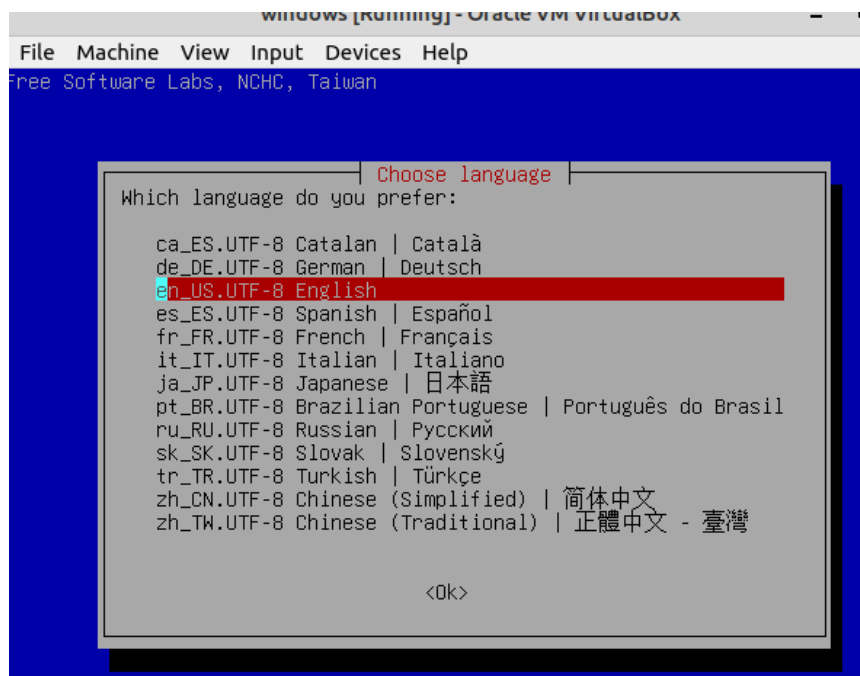 windows [Running] - Oracle VM VirtualBox
File Machine View Input Devices Help
Free Software Labs, NCHC, Taiwan
Choose language
Which language do you prefer:
ca_ES.UTF-8 Catalan | Català
de_DE.UTF-8 German | Deutsch
en_US.UTF-8 English
es_ES.UTF-8 Spanish | Español
fr_FR.UTF-8 French | Français
it_IT.UTF-8 Italian | Italiano
ja_JP.UTF-8 Japanese | 日本語
pt_BR.UTF-8 Brazilian Portuguese | Português do Brasil
ru_RU.UTF-8 Russian | Русский
sk_SK.UTF-8 Slovak | Slovenský
tr_TR.UTF-8 Turkish | Türkçe
zh_CN.UTF-8 Chinese (Simplified) | 简体中文
zh_TW.UTF-8 Chinese (Traditional) | 正體中文 - 臺灣
<Ok>